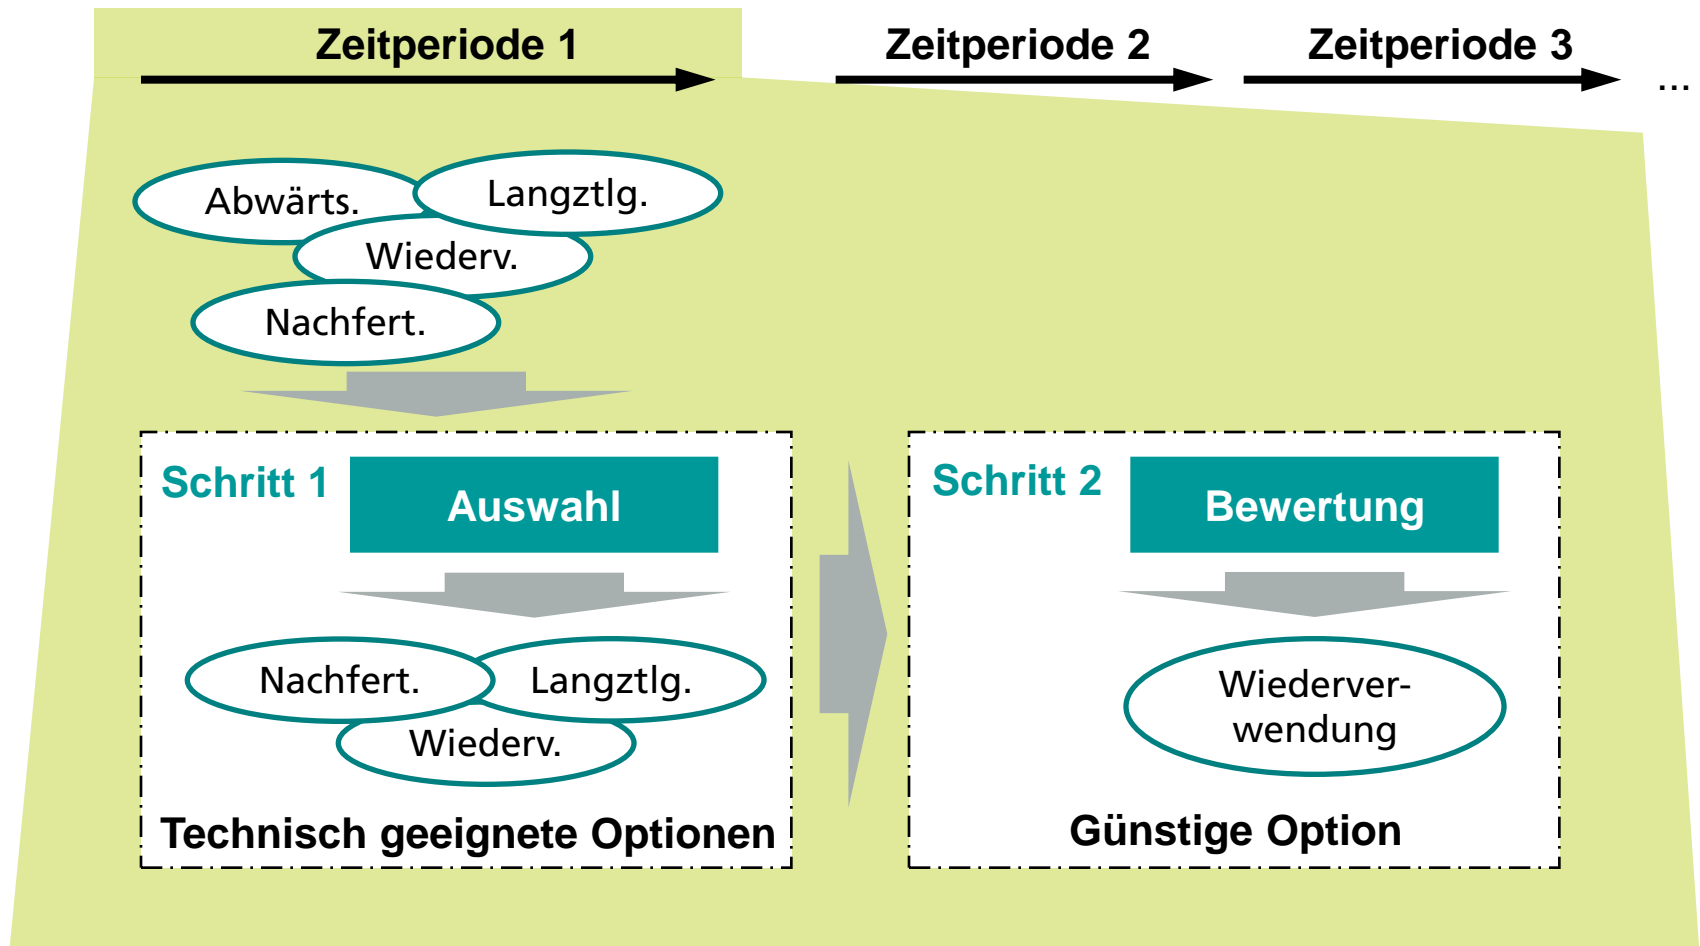 Zeitperiode 1
Zeitperiode 2
Zeitperiode 3
...
Abwärts.
Langztlg.
Wiederv.
Nachfert.
Schritt 1
Auswahl
Nachfert.
Langztlg.
Wiederv.
Technisch geeignete Optionen
Schritt 2
Bewertung
Wiederver-
wendung
Günstige Option